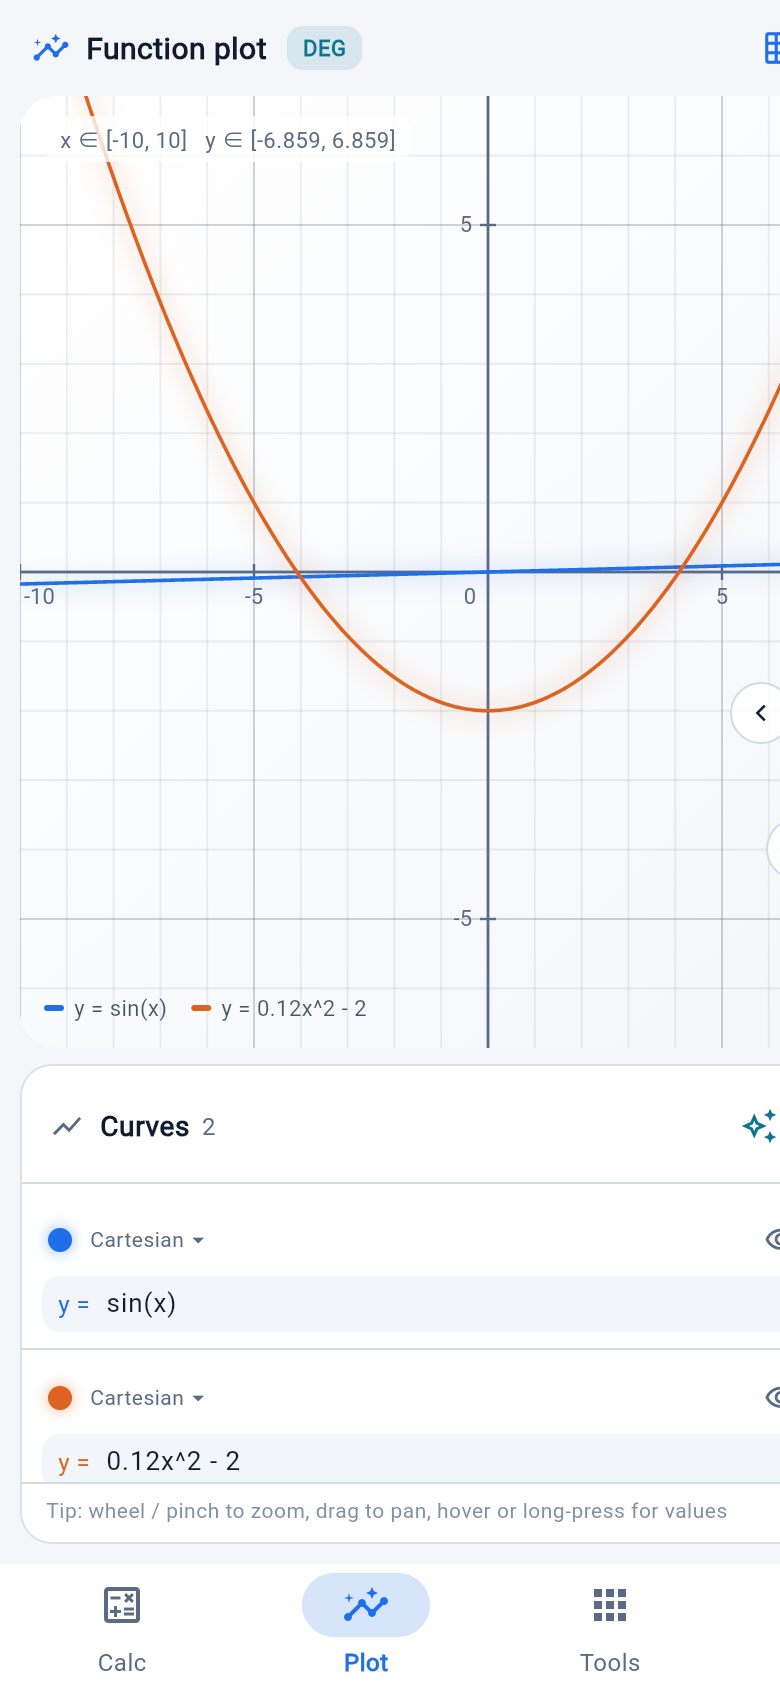 Function plot DEG
x ∈ [-10, 10] y ∈ [-6.859, 6.859]
5
-10 -5 0 5
-5
y = sin(x) y = 0.12x^2 - 2
Curves 2
Cartesian
y = sin(x)
Cartesian
y = 0.12x^2 - 2
Tip: wheel / pinch to zoom, drag to pan, hover or long-press for values
Calc Plot Tools